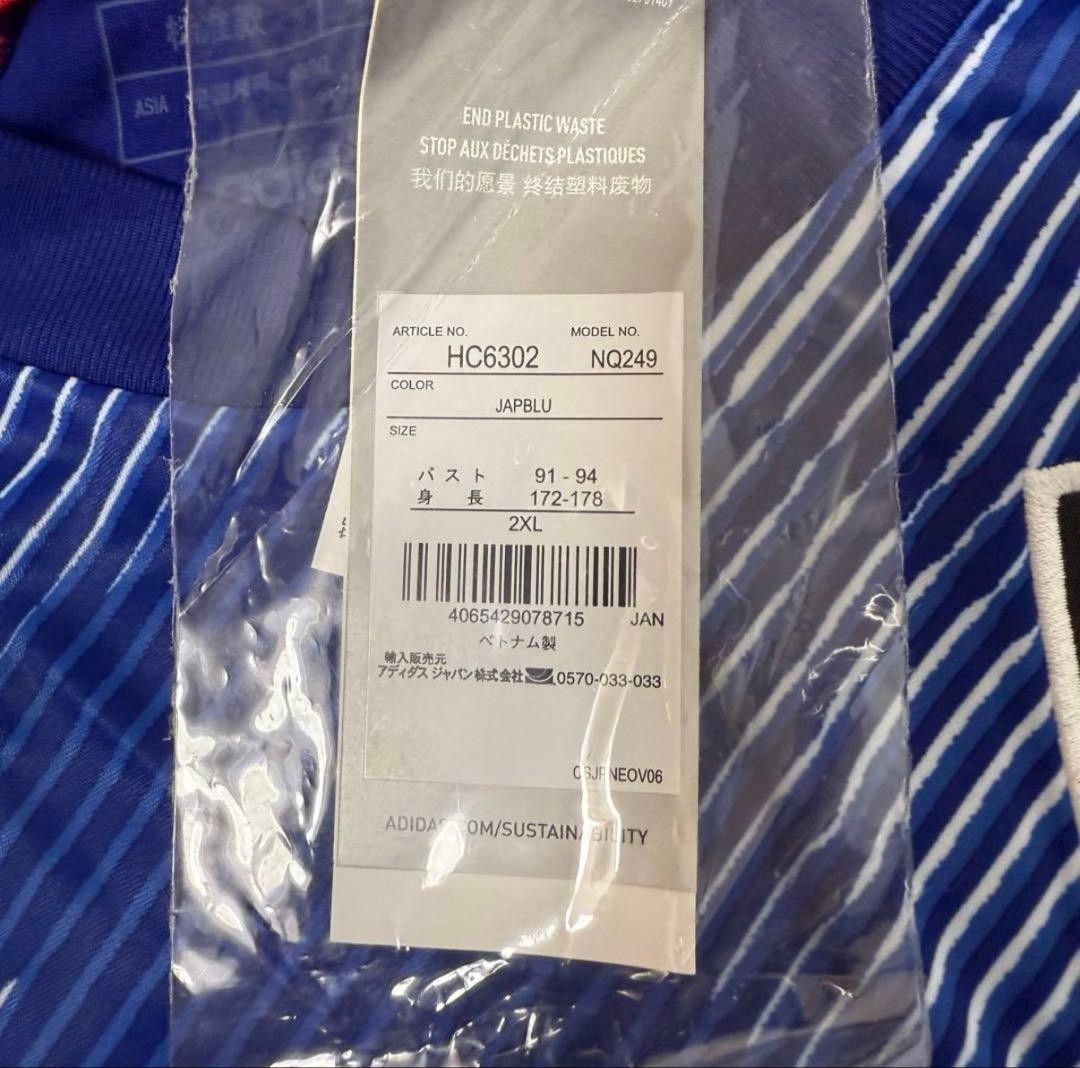 END PLASTIC WASTE
STOP AUX DÉCHETS PLASTIQUES
我们的愿景 终结塑料废物
ARTICLE NO. MODEL NO.
HC6302 NQ249
COLOR
JAPBLU
SIZE
バスト 91 - 94
身長 172-178
2XL
4065429078715 JAN
ベトナム製
輸入販売元
アディダス ジャパン株式会社 0570-033-033
CSJPNEOV06
ADIDAS.COM/SUSTAINABILITY